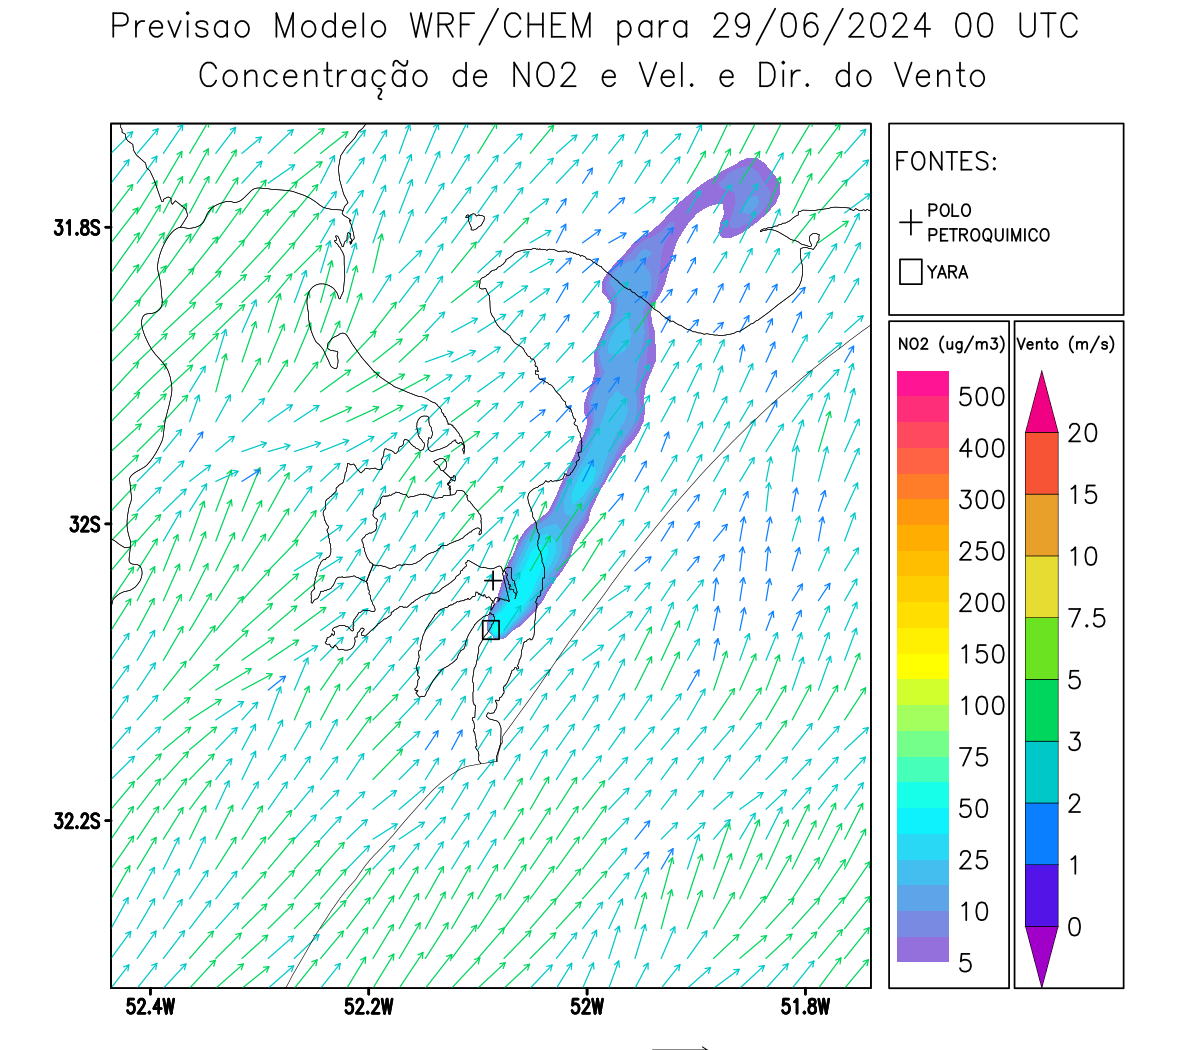 Previsao Modelo WRF/CHEM para 29/06/2024 00 UTC
Concentração de NO2 e Vel. e Dir. do Vento
FONTES:
POLO
PETROQUIMICO
YARA
NO2 (ug/m3)
500
400
300
250
200
150
100
75
50
25
10
5
Vento (m/s)
20
15
10
7.5
5
3
2
1
0
31.8S
32S
32.2S
52.4W
52.2W
52W
51.8W